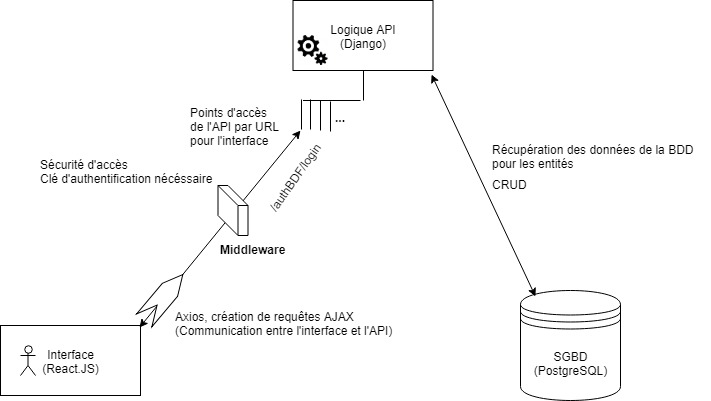 Logique API
(Django)
Points d'accès
de l'API par URL
pour l'interface
...
/authBDF/login
Récupération des données de la BDD
pour les entités
CRUD
Sécurité d'accès
Clé d'authentification nécéssaire
Middleware
Axios, création de requêtes AJAX
(Communication entre l'interface et l'API)
Interface
(React.JS)
SGBD
(PostgreSQL)